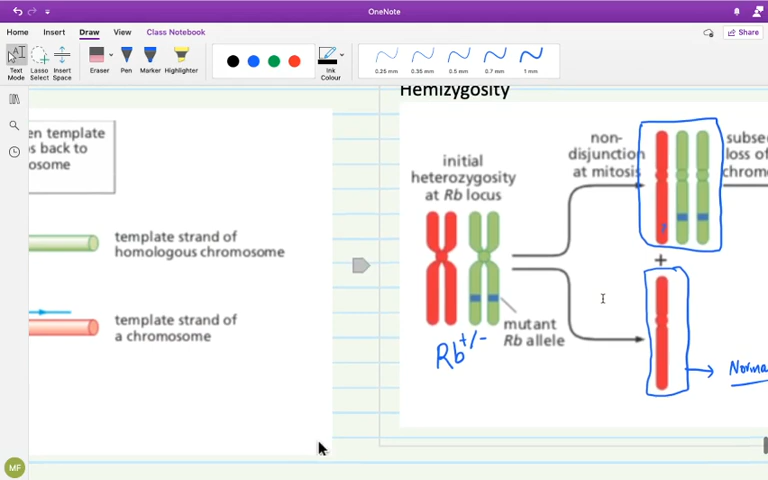 OneNote
Home Insert Draw View Class Notebook
Share
Text Mode
Lasso Select
Insert Space
Eraser
Pen
Marker
Highlighter
Ink Colour
0.25 mm
0.35 mm
0.5 mm
0.7 mm
1 mm
en template
s back to
osome
template strand of
homologous chromosome
template strand of
a chromosome
Hemizygosity
initial
heterozygosity
at Rb locus
non-
disjunction
at mitosis
subse
loss of
chrom
+
mutant
Rb allele
Rb+/-
Norma
MF